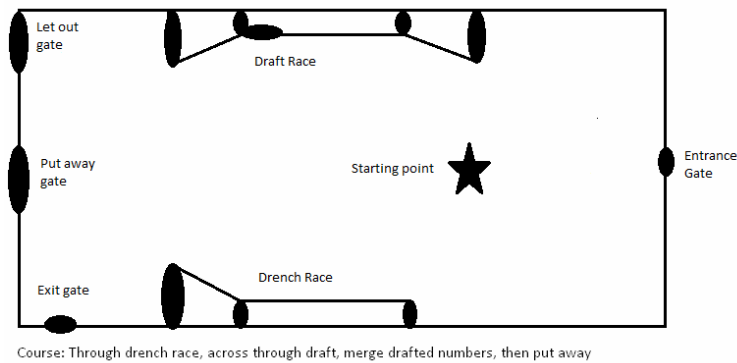 Let out
gate
Draft Race
Put away
gate
Starting point
Entrance
Gate
Exit gate
Drench Race
Course: Through drench race, across through draft, merge drafted numbers, then put away